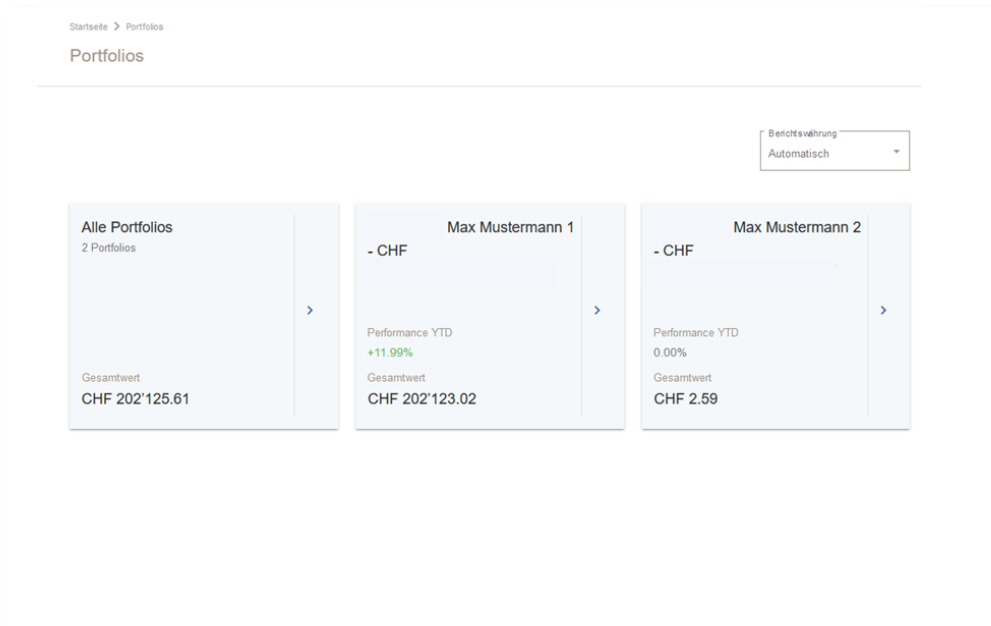 Startseite > Portfolios
Portfolios
Berichtswährung
Automatisch
Alle Portfolios
2 Portfolios
Gesamtwert
CHF 202'125.61
Max Mustermann 1
- CHF
Performance YTD
+11.99%
Gesamtwert
CHF 202'123.02
Max Mustermann 2
- CHF
Performance YTD
0.00%
Gesamtwert
CHF 2.59